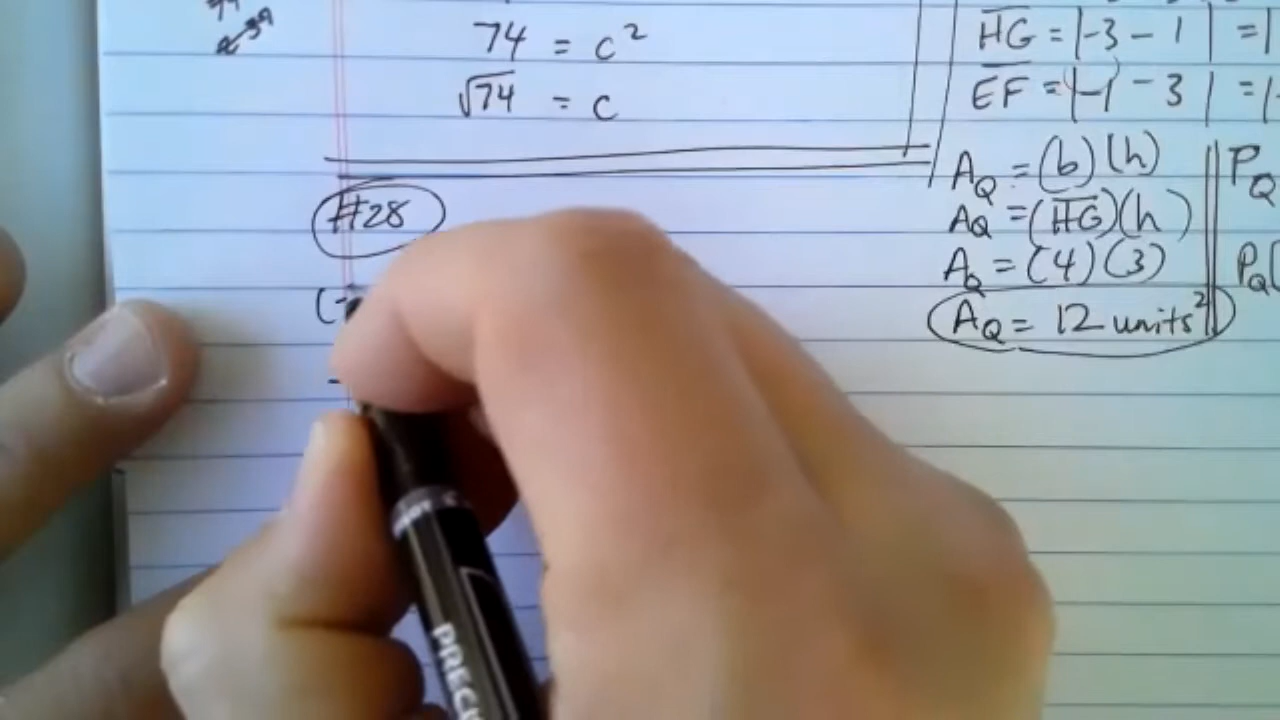 74 = c²
√74 = c
#28
(-
HG = |-3 - 1| = |
EF = |-1 - 3| = |-
A_Q = (b)(h)
A_Q = (HG)(h)
A_Q = (4)(3)
A_Q = 12 units²
P_Q
P_Q[
PRECI